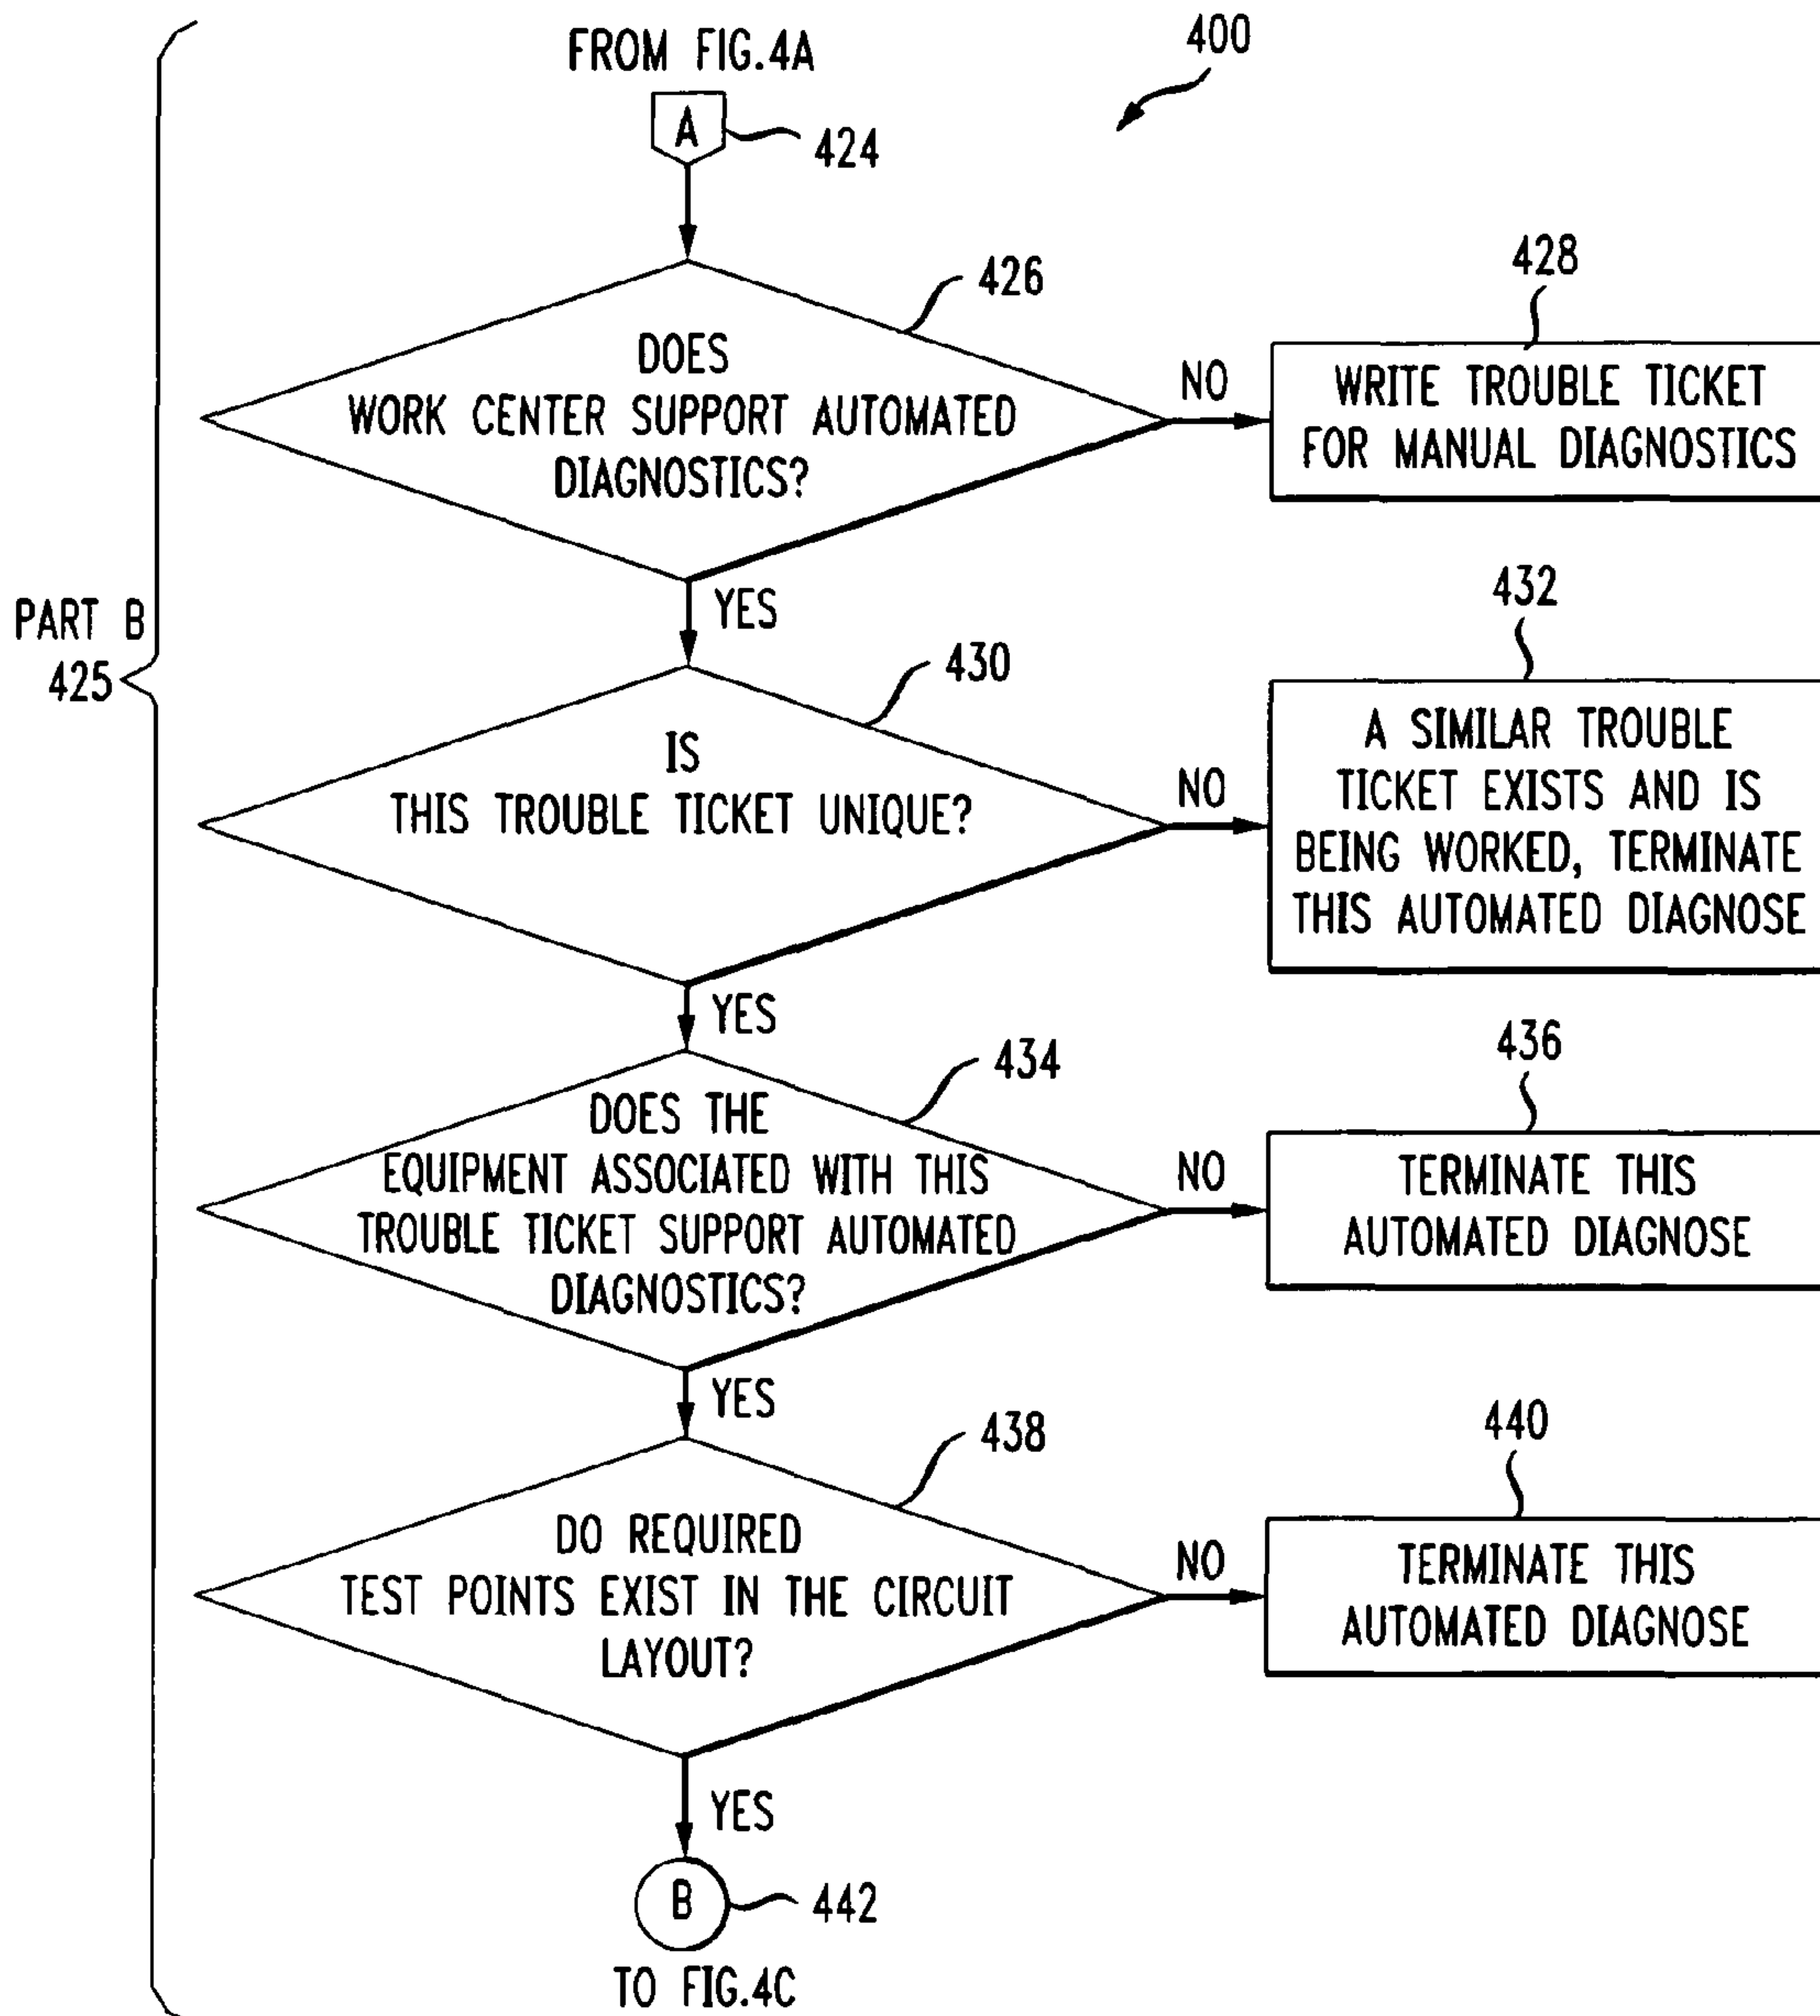 FROM FIG.4A
400
A
424
426
DOES
WORK CENTER SUPPORT AUTOMATED
DIAGNOSTICS?
NO
428
WRITE TROUBLE TICKET
FOR MANUAL DIAGNOSTICS
YES
PART B
425
430
IS
THIS TROUBLE TICKET UNIQUE?
NO
432
A SIMILAR TROUBLE
TICKET EXISTS AND IS
BEING WORKED, TERMINATE
THIS AUTOMATED DIAGNOSE
YES
434
DOES THE
EQUIPMENT ASSOCIATED WITH THIS
TROUBLE TICKET SUPPORT AUTOMATED
DIAGNOSTICS?
NO
436
TERMINATE THIS
AUTOMATED DIAGNOSE
YES
438
DO REQUIRED
TEST POINTS EXIST IN THE CIRCUIT
LAYOUT?
NO
440
TERMINATE THIS
AUTOMATED DIAGNOSE
YES
B
442
TO FIG.4C